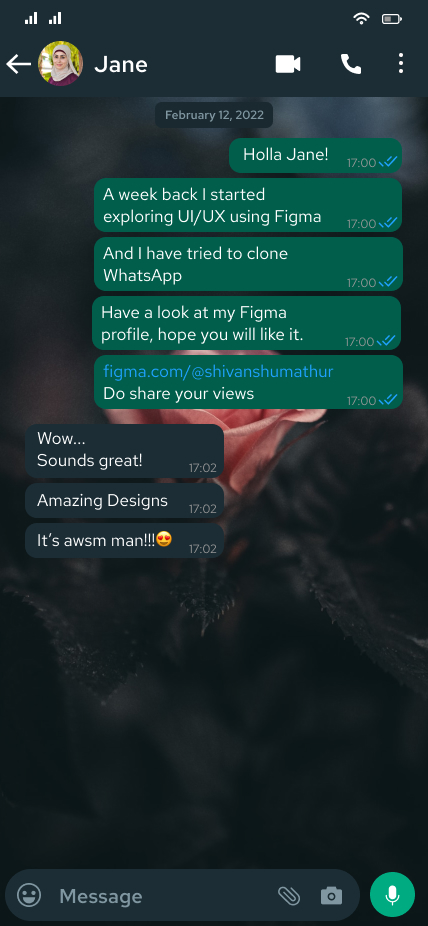 Jane
February 12, 2022
Holla Jane!
17:00
A week back I started
exploring UI/UX using Figma
17:00
And I have tried to clone
WhatsApp
17:00
Have a look at my Figma
profile, hope you will like it.
17:00
figma.com/@shivanshumathur
Do share your views
17:00
Wow...
Sounds great!
17:02
Amazing Designs
17:02
It’s awsm man!!!😍
17:02
Message